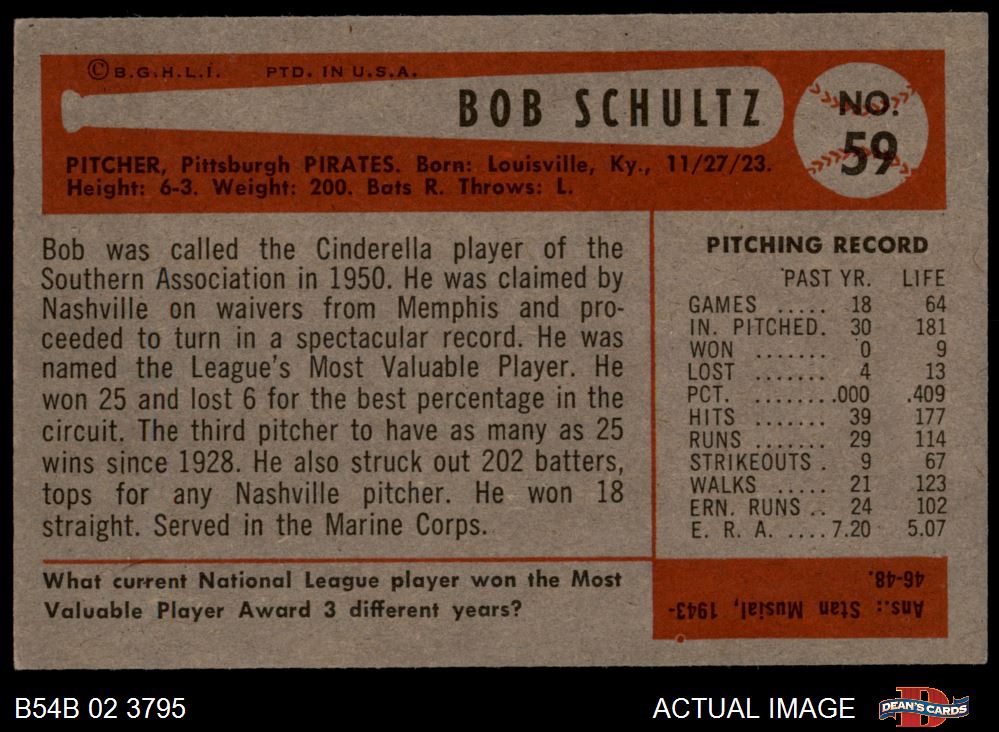 © B.G.H.L.I. PTD. IN U.S.A.
BOB SCHULTZ
NO. 59
PITCHER, Pittsburgh PIRATES. Born: Louisville, Ky., 11/27/23.
Height: 6-3. Weight: 200. Bats R. Throws: L.
Bob was called the Cinderella player of the
Southern Association in 1950. He was claimed by
Nashville on waivers from Memphis and pro-
ceeded to turn in a spectacular record. He was
named the League's Most Valuable Player. He
won 25 and lost 6 for the best percentage in the
circuit. The third pitcher to have as many as 25
wins since 1928. He also struck out 202 batters,
tops for any Nashville pitcher. He won 18
straight. Served in the Marine Corps.
PITCHING RECORD
PAST YR. LIFE
GAMES ..... 18 64
IN. PITCHED. 30 181
WON ....... 0 9
LOST ....... 4 13
PCT. ........ .000 .409
HITS ....... 39 177
RUNS ....... 29 114
STRIKEOUTS . 9 67
WALKS ..... 21 123
ERN. RUNS .. 24 102
E. R. A. .... 7.20 5.07
What current National League player won the Most
Valuable Player Award 3 different years?
Ans.: Stan Musial, 1943-
46-48.
B54B 02 3795
ACTUAL IMAGE
DEAN'S CARDS